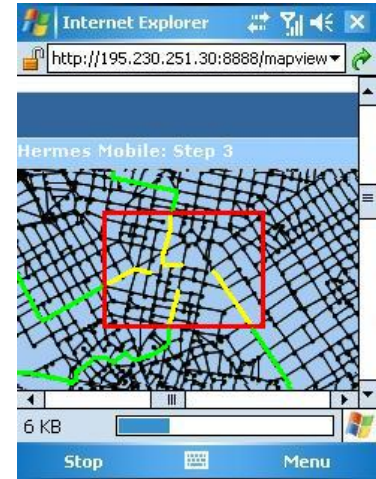 Internet Explorer
http://195.230.251.30:8888/mapview
Hermes Mobile: Step 3
6 KB
Stop Menu